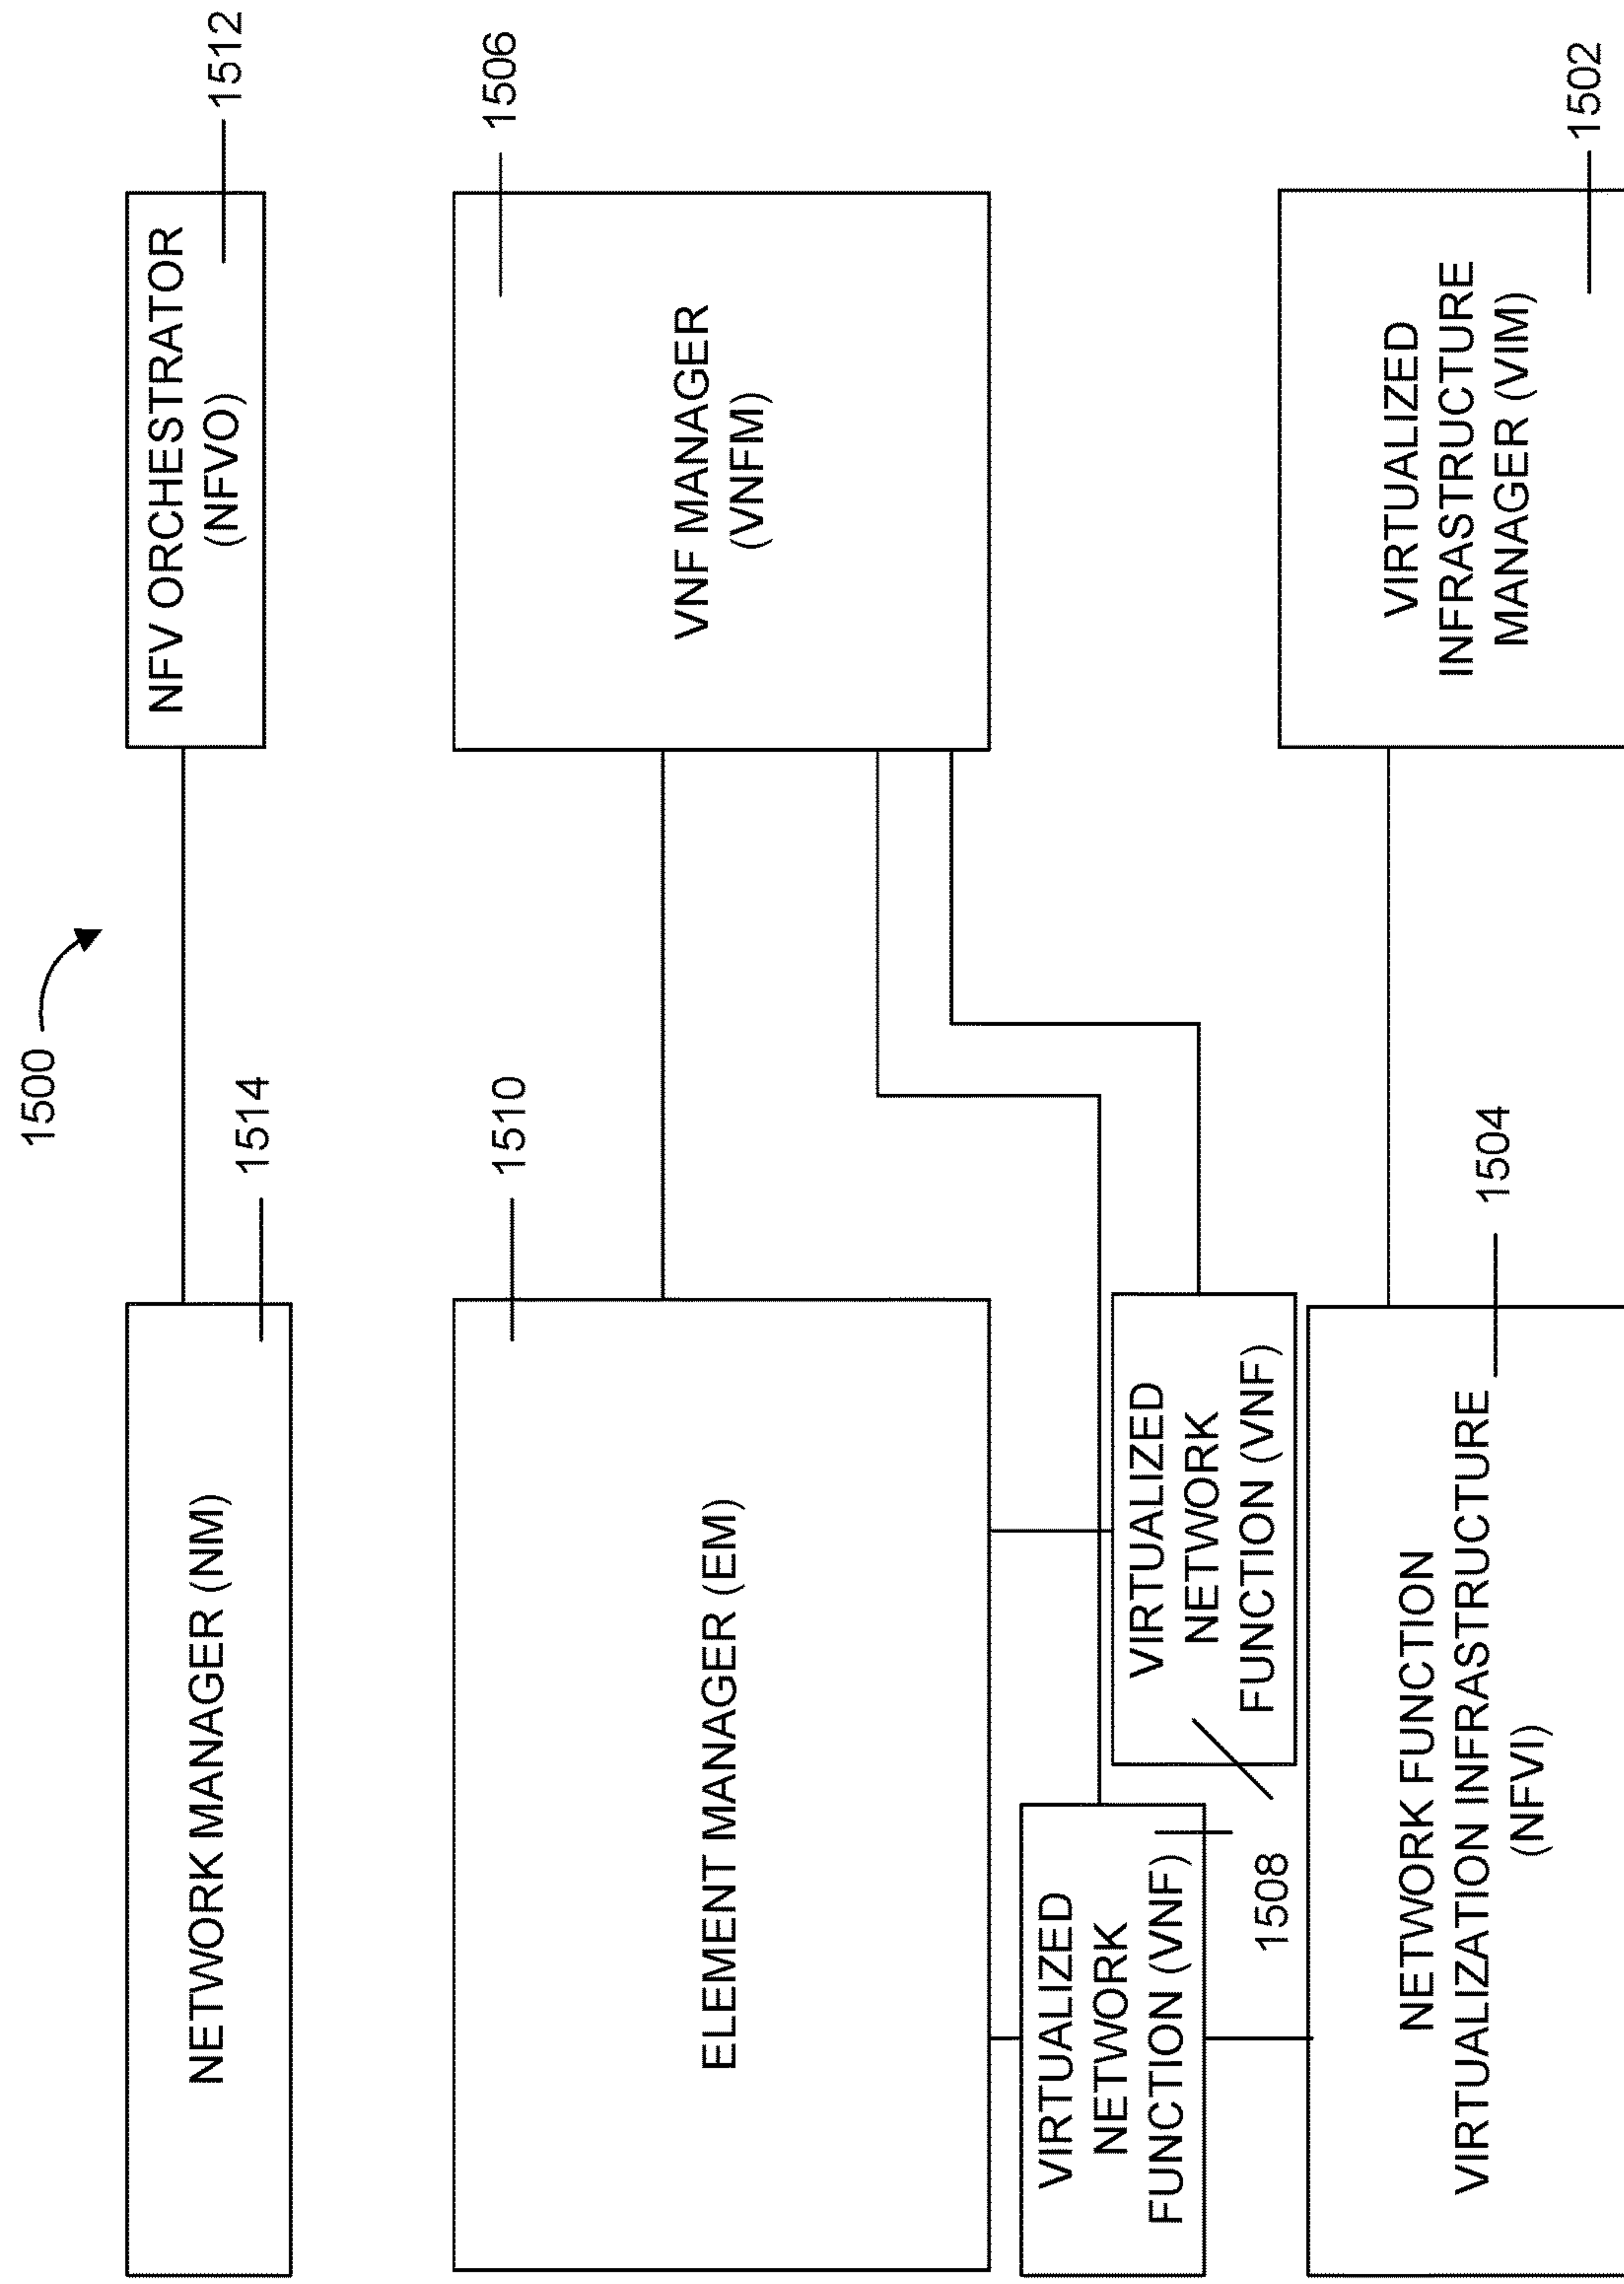 1500
NETWORK MANAGER (NM)
1514
NFV ORCHESTRATOR
(NFVO)
1512
ELEMENT MANAGER (EM)
1510
VNF MANAGER
(VNFM)
1506
VIRTUALIZED
NETWORK
FUNCTION (VNF)
1508
VIRTUALIZED
NETWORK
FUNCTION (VNF)
NETWORK FUNCTION
VIRTUALIZATION INFRASTRUCTURE
(NFVI)
1504
VIRTUALIZED
INFRASTRUCTURE
MANAGER (VIM)
1502